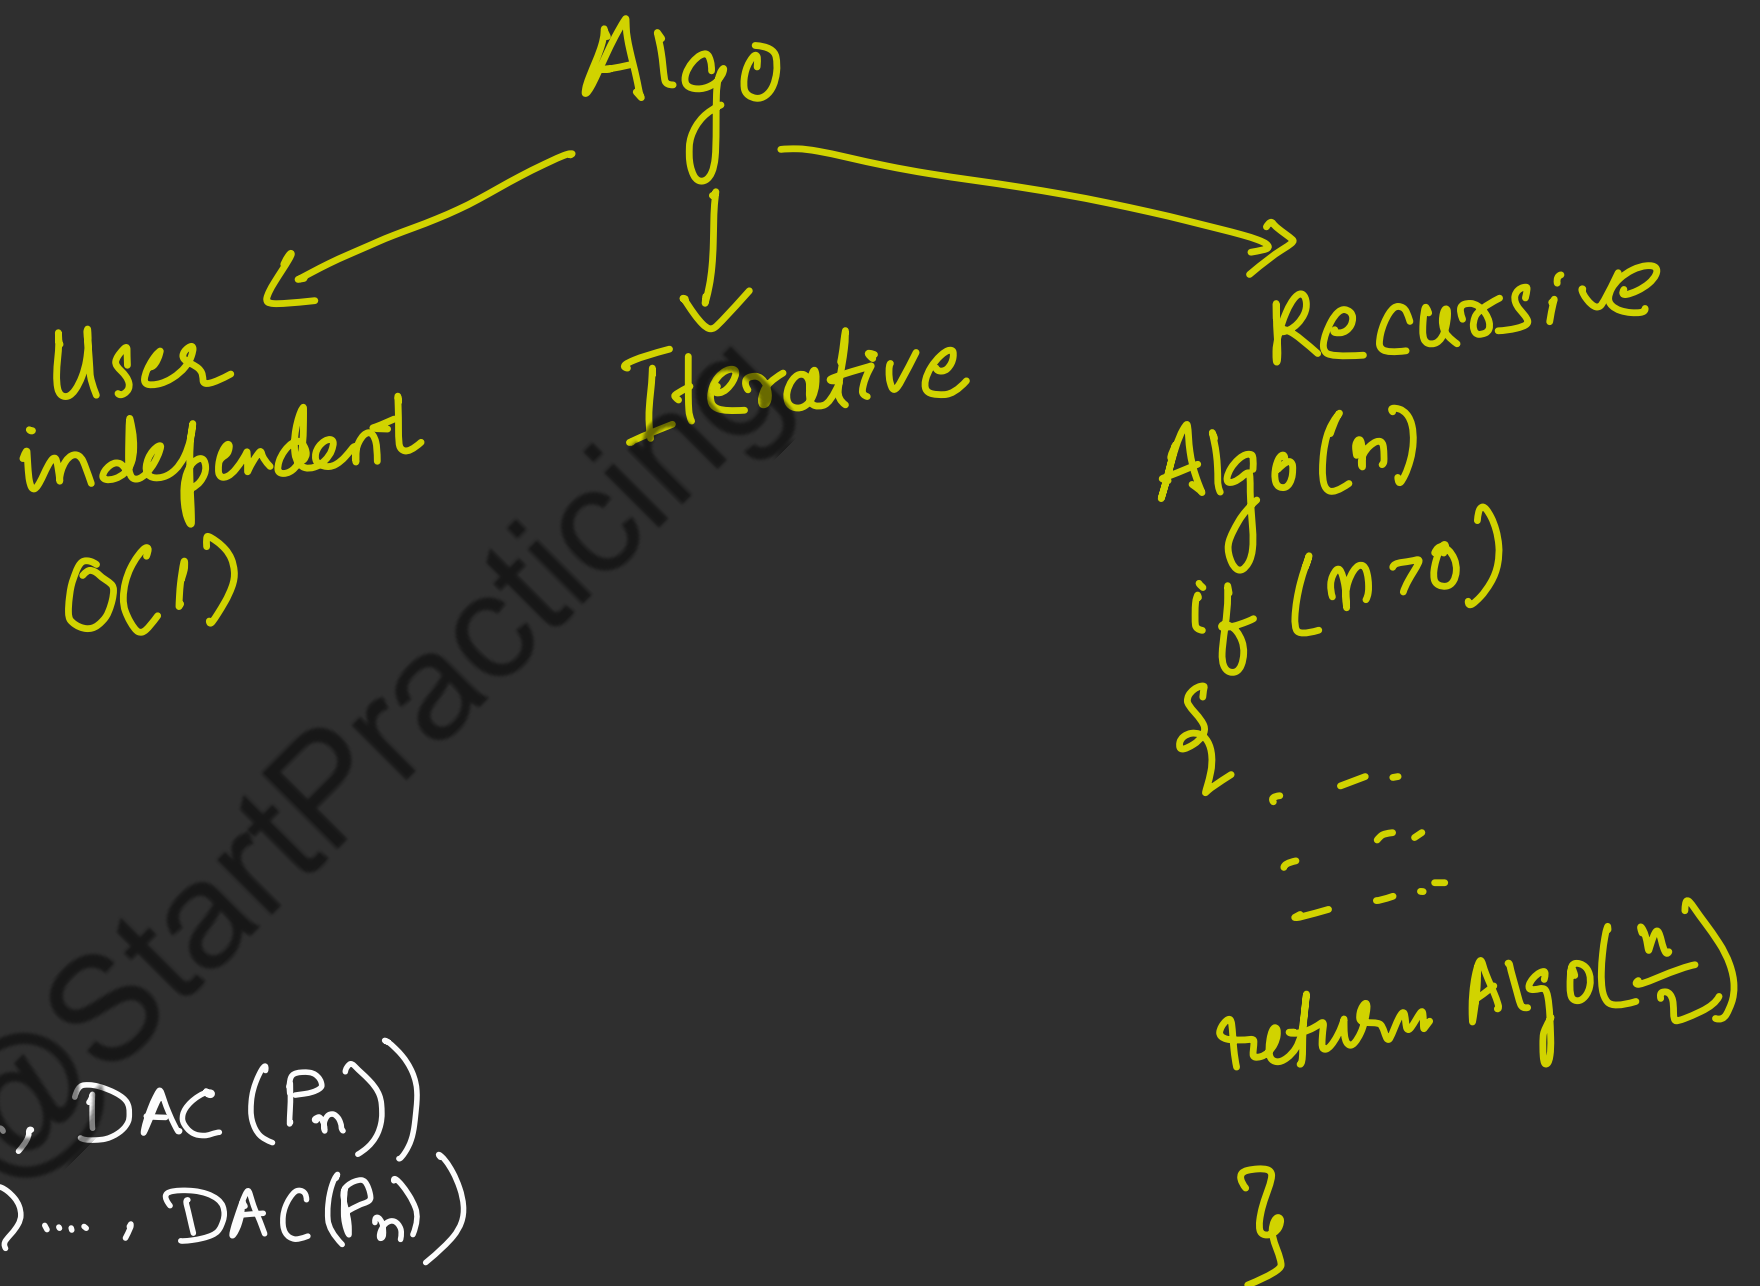 Algo
User
independent
O(1)
Iterative
Recursive
Algo(n)
if (n>0)
{
return Algo(n/2)
}
, DAC(Pn))
).... , DAC(Pn))
@StartPracticing